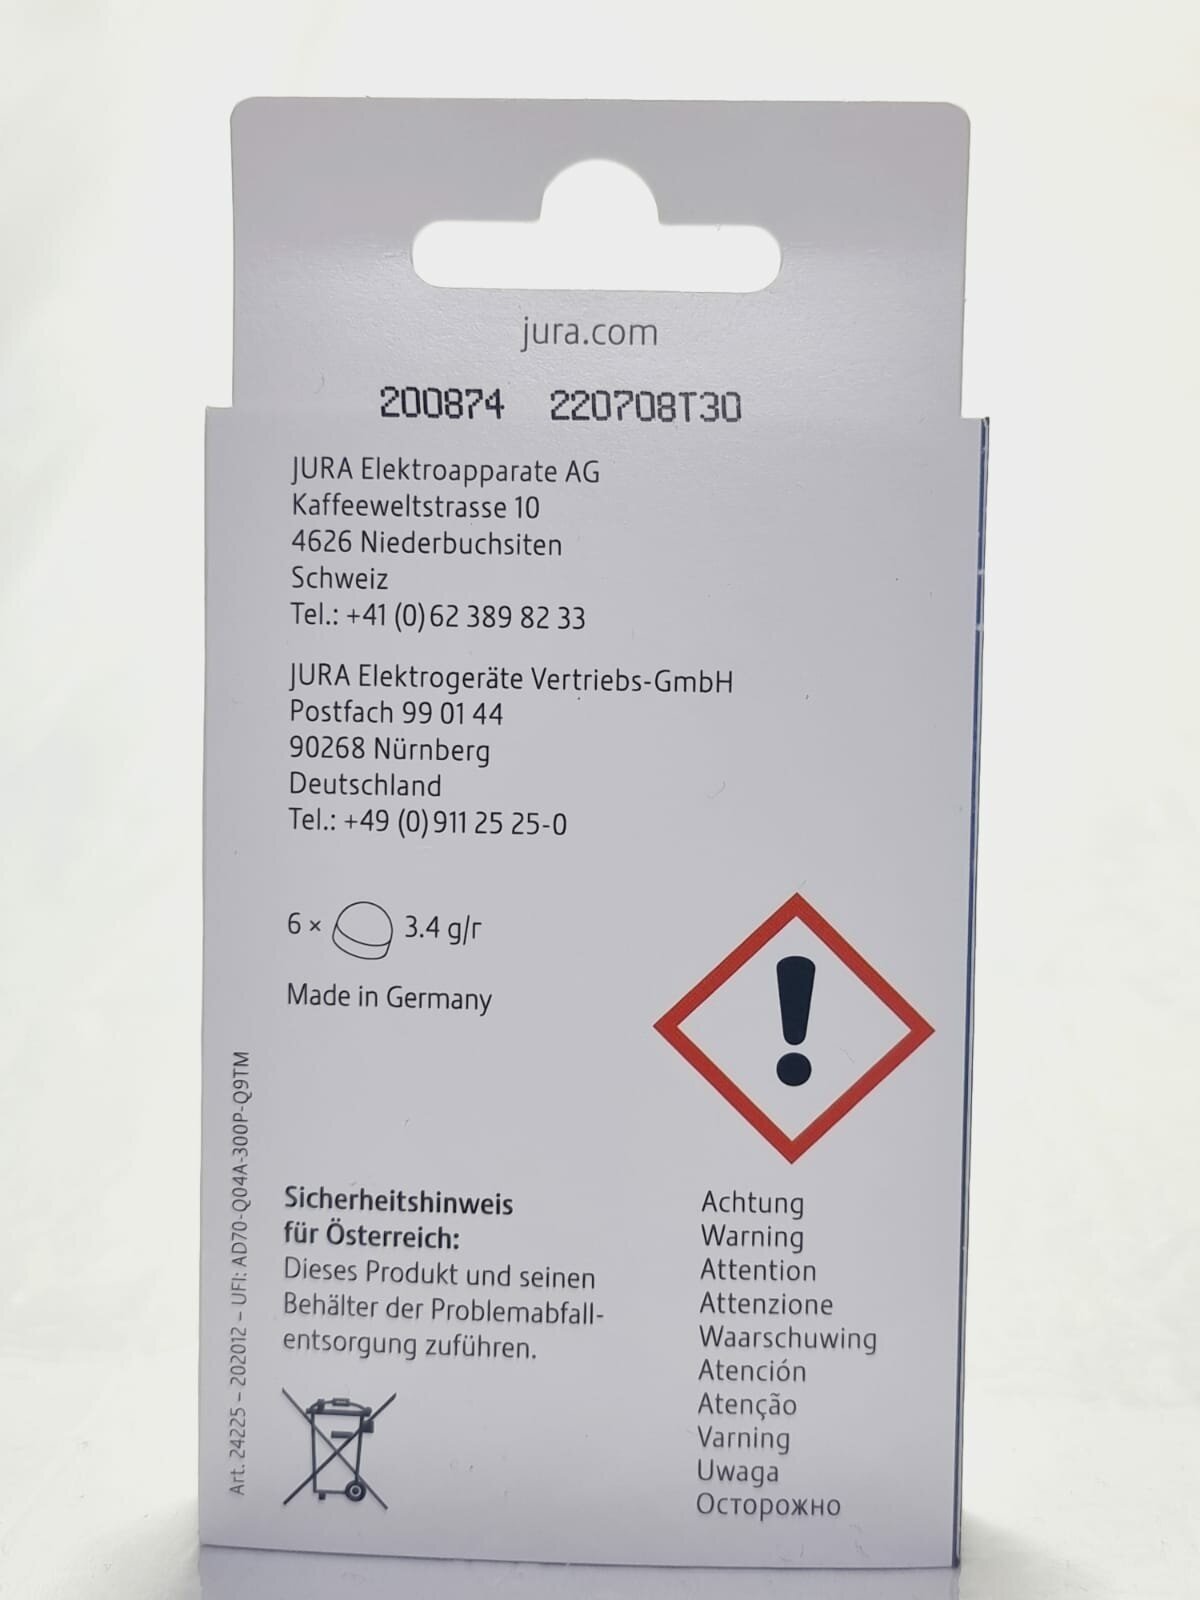 jura.com
200874 220708T30
JURA Elektroapparate AG
Kaffeeweltstrasse 10
4626 Niederbuchsiten
Schweiz
Tel.: +41 (0)62 389 82 33
JURA Elektrogeräte Vertriebs-GmbH
Postfach 99 01 44
90268 Nürnberg
Deutschland
Tel.: +49 (0)911 25 25-0
6 × 3.4 g/r
Made in Germany
Art. 24225 – 202012 – UFI: AD70-Q04A-300P-Q9TM
Sicherheitshinweis
für Österreich:
Dieses Produkt und seinen
Behälter der Problemabfall-
entsorgung zuführen.
Achtung
Warning
Attention
Attenzione
Waarschuwing
Atención
Atenção
Varning
Uwaga
Осторожно